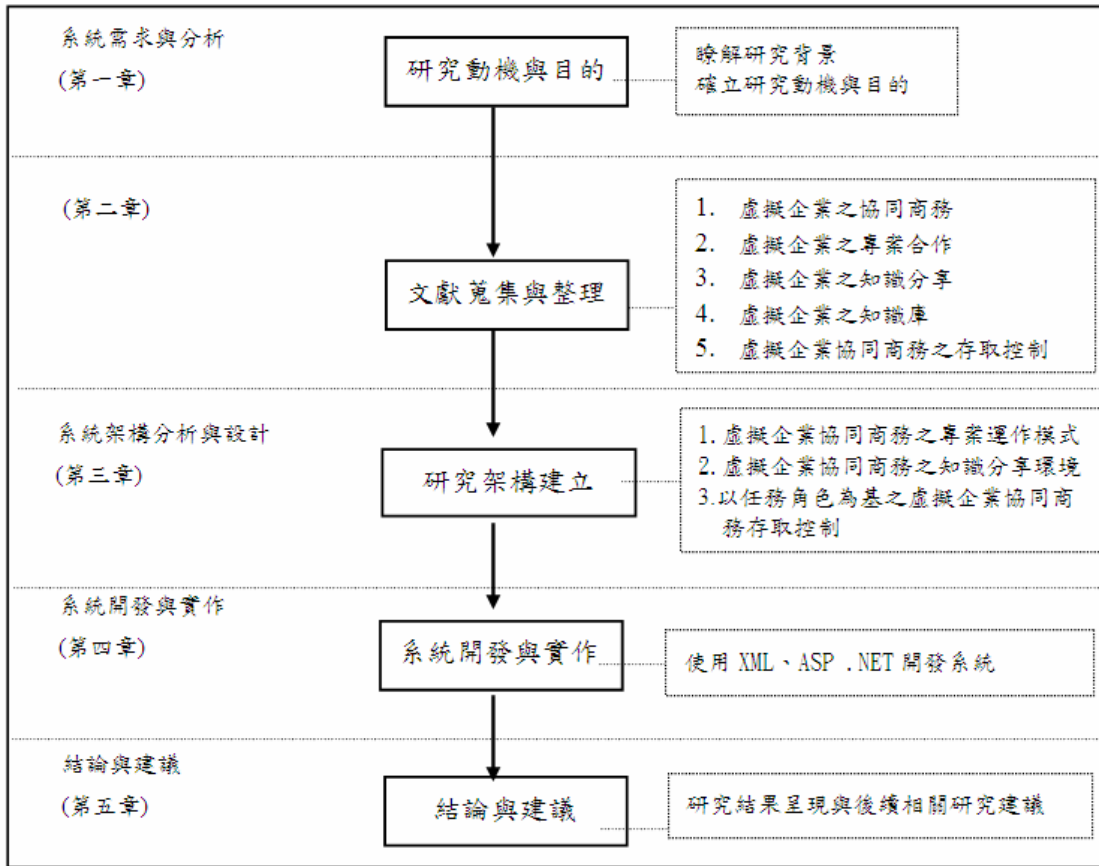 系統需求與分析
(第一章)
研究動機與目的
瞭解研究背景
確立研究動機與目的
(第二章)
文獻蒐集與整理
1. 虛擬企業之協同商務
2. 虛擬企業之專案合作
3. 虛擬企業之知識分享
4. 虛擬企業之知識庫
5. 虛擬企業協同商務之存取控制
系統架構分析與設計
(第三章)
研究架構建立
1. 虛擬企業協同商務之專案運作模式
2. 虛擬企業協同商務之知識分享環境
3. 以任務角色為基之虛擬企業協同商
務存取控制
系統開發與實作
(第四章)
系統開發與實作
使用 XML、ASP .NET 開發系統
結論與建議
(第五章)
結論與建議
研究結果呈現與後續相關研究建議